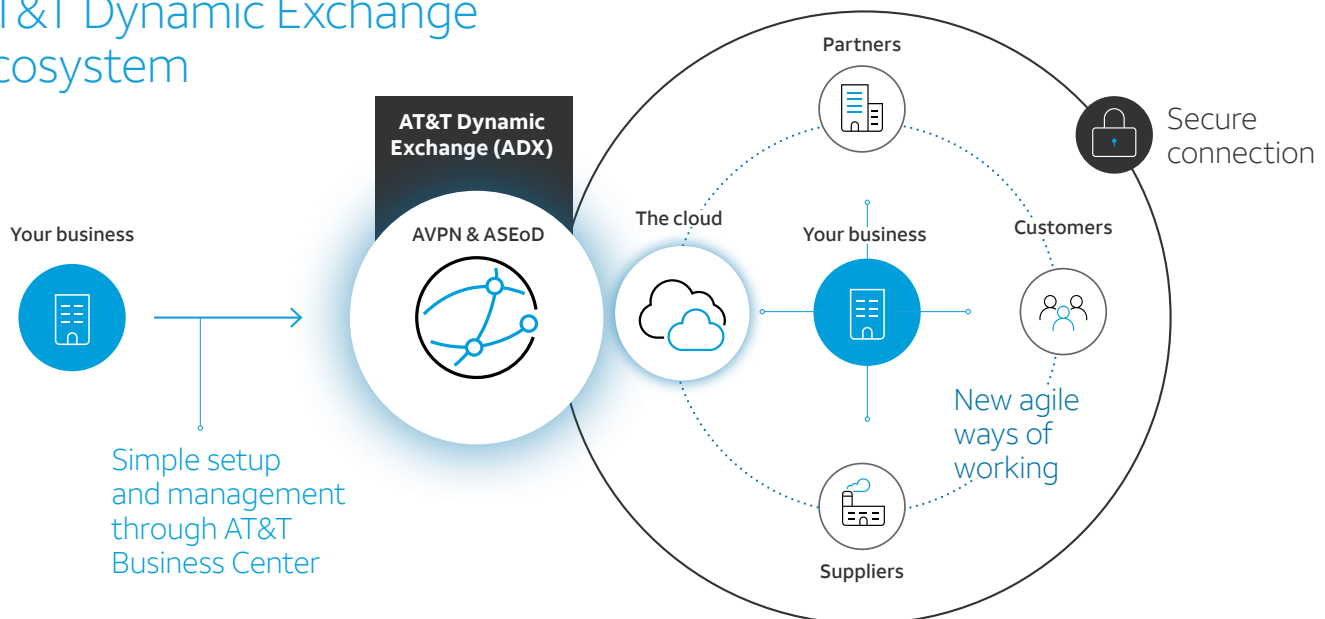 T&T Dynamic Exchange
cosystem
Partners
AT&T Dynamic
Exchange (ADX)
Secure
connection
Your business
AVPN & ASEoD
The cloud
Your business
Customers
New agile
ways of
working
Simple setup
and management
through AT&T
Business Center
Suppliers